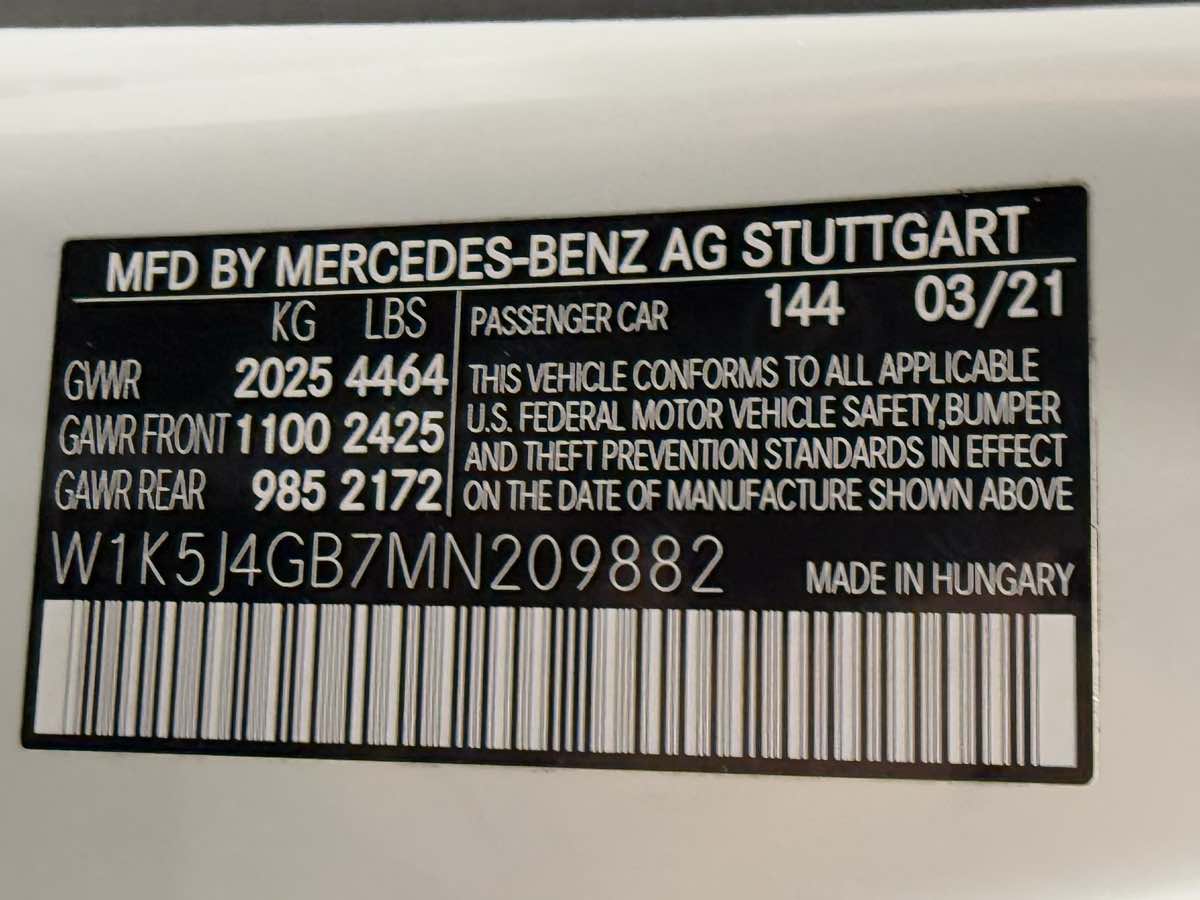 MFD BY MERCEDES-BENZ AG STUTTGART
KG LBS
GVWR 2025 4464
GAWR FRONT 1100 2425
GAWR REAR 985 2172
PASSENGER CAR 144 03/21
THIS VEHICLE CONFORMS TO ALL APPLICABLE
U.S. FEDERAL MOTOR VEHICLE SAFETY,BUMPER
AND THEFT PREVENTION STANDARDS IN EFFECT
ON THE DATE OF MANUFACTURE SHOWN ABOVE
W1K5J4GB7MN209882
MADE IN HUNGARY